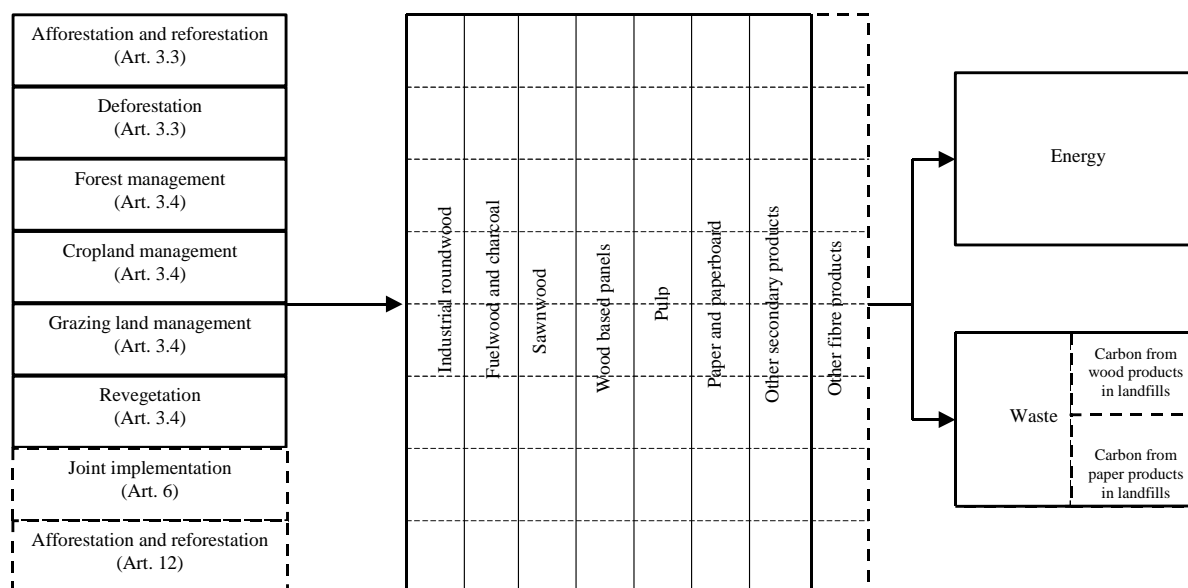 Afforestation and reforestation
(Art. 3.3)
Deforestation
(Art. 3.3)
Forest management
(Art. 3.4)
Cropland management
(Art. 3.4)
Grazing land management
(Art. 3.4)
Revegetation
(Art. 3.4)
Joint implementation
(Art. 6)
Afforestation and reforestation
(Art. 12)
Industrial roundwood
Fuelwood and charcoal
Sawnwood
Wood based panels
Pulp
Paper and paperboard
Other secondary products
Other fibre products
Energy
Waste
Carbon from
wood products
in landfills
Carbon from
paper products
in landfills